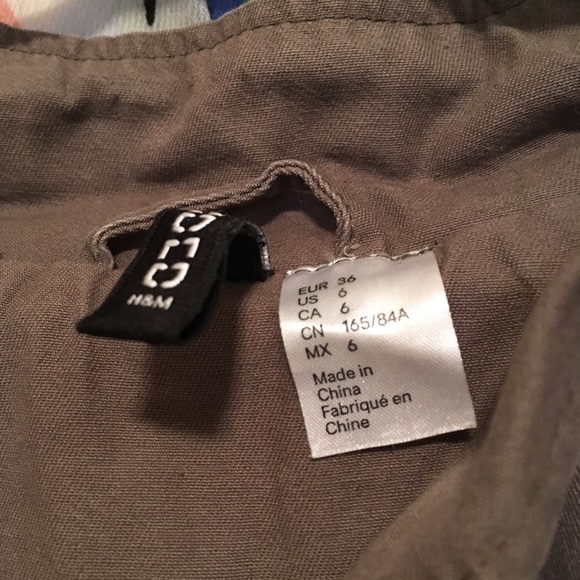 H&M
EUR 36
US 6
CA 6
CN 165/84A
MX 6
Made in
China
Fabriqué en
Chine